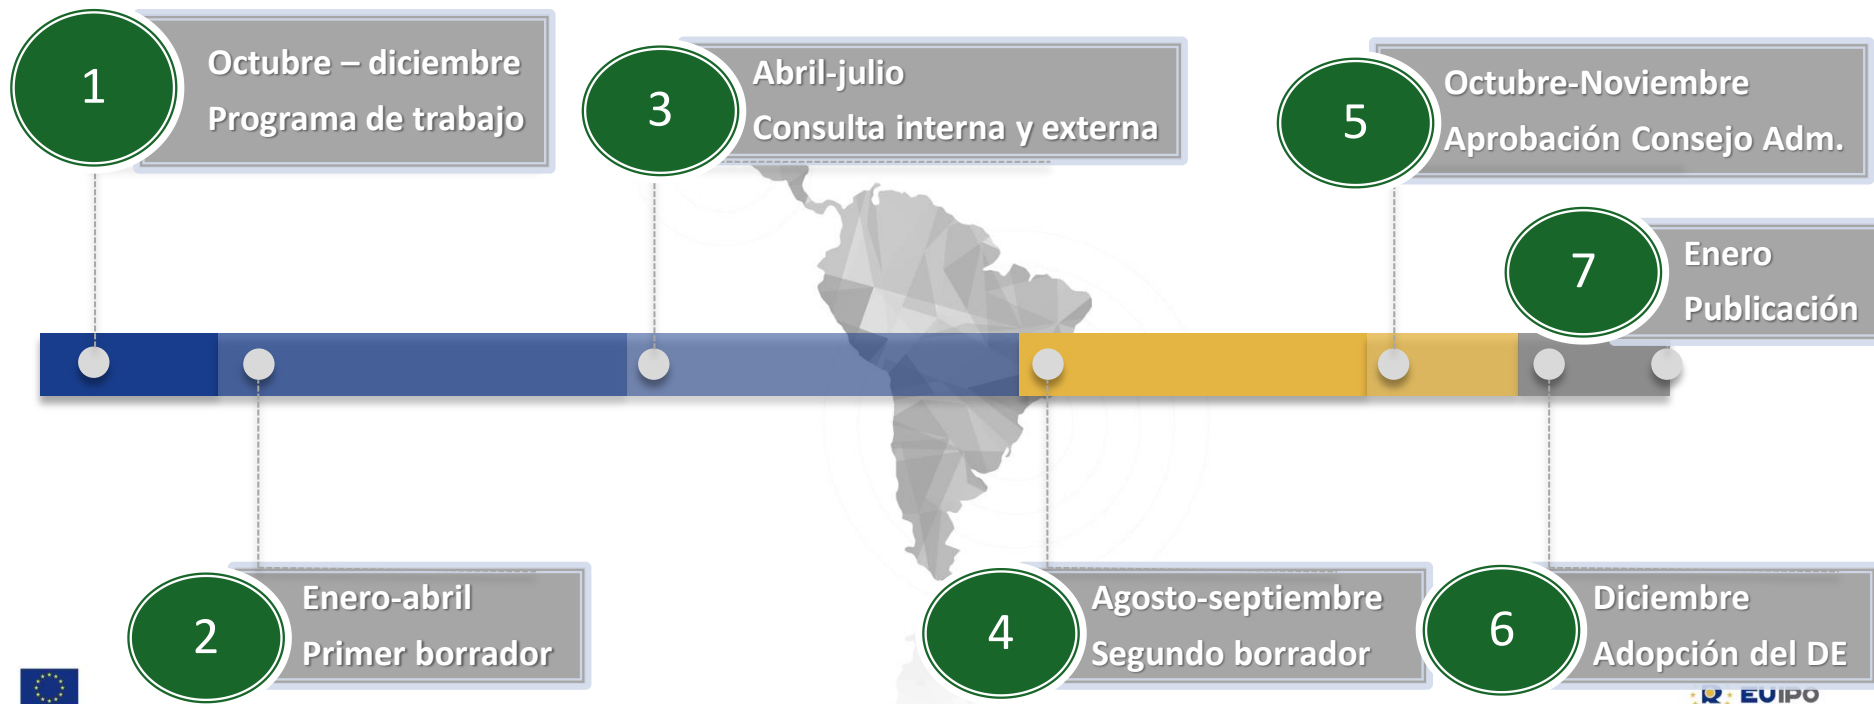 1
Octubre – diciembre
Programa de trabajo
2
Enero-abril
Primer borrador
3
Abril-julio
Consulta interna y externa
4
Agosto-septiembre
Segundo borrador
5
Octubre-Noviembre
Aprobación Consejo Adm.
6
Diciembre
Adopción del DE
7
Enero
Publicación
EUIPO